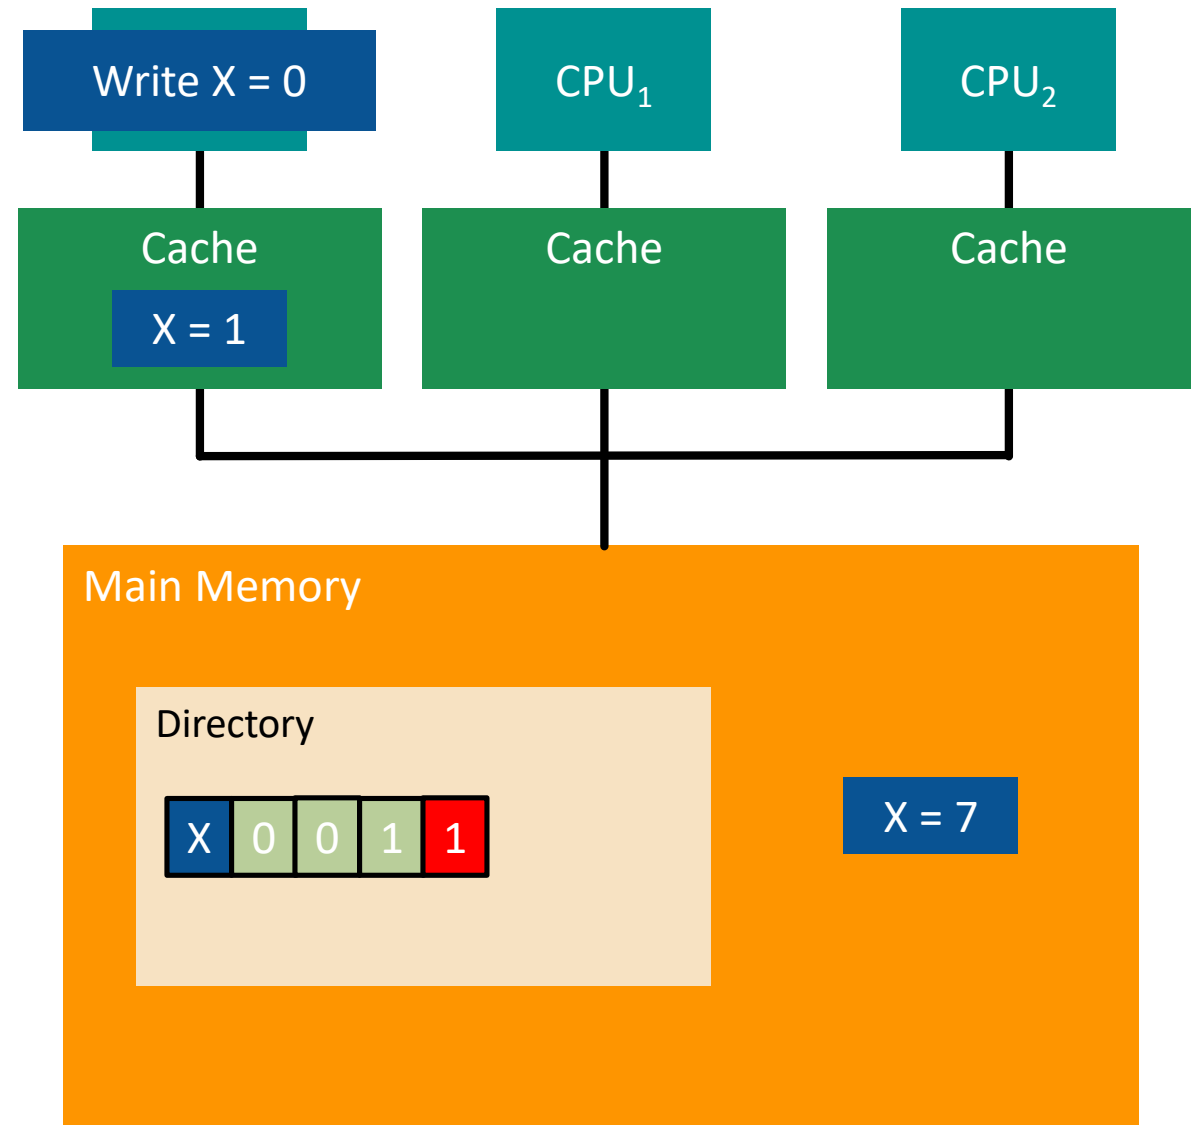 Write X = 0
CPU₁
CPU₂
Cache
Cache
Cache
X = 1
Main Memory
Directory
X 0 0 1 1
X = 7